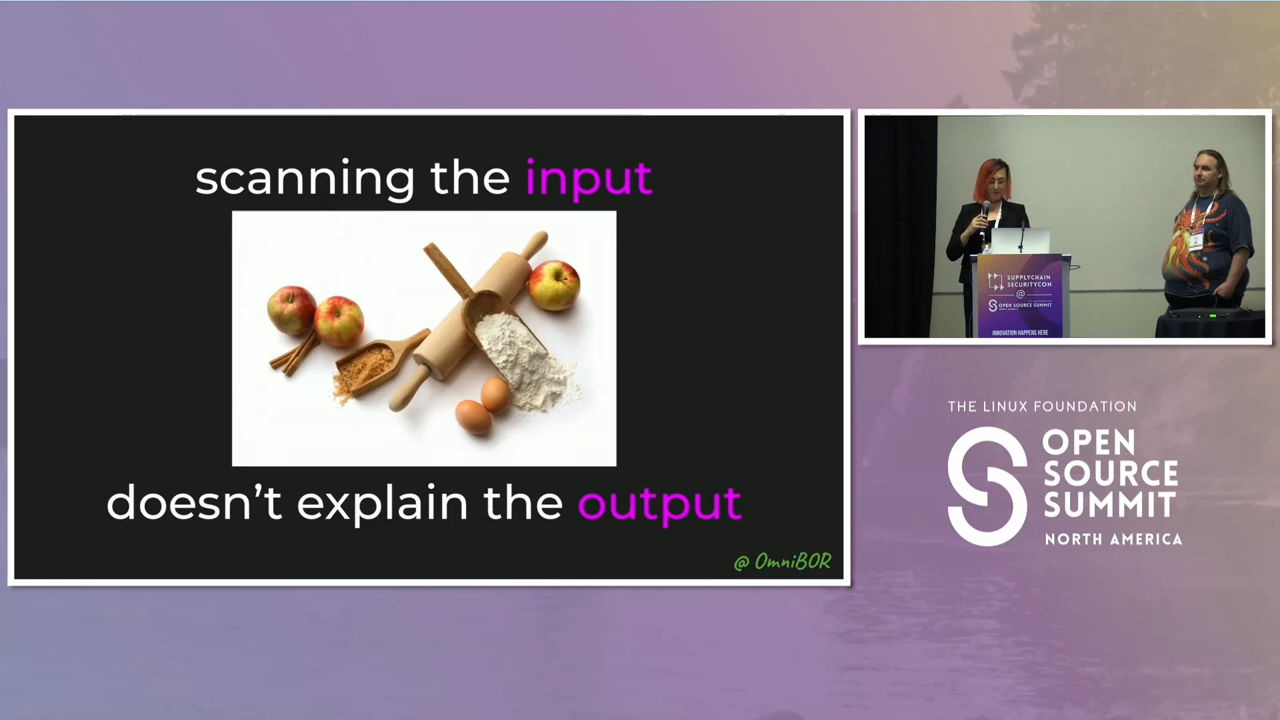 scanning the input
doesn't explain the output
@ OmniBOR
SUPPLYCHAIN
SECURITYCON
@
OPEN SOURCE SUMMIT
INNOVATION HAPPENS HERE
THE LINUX FOUNDATION
OPEN
SOURCE
SUMMIT
NORTH AMERICA